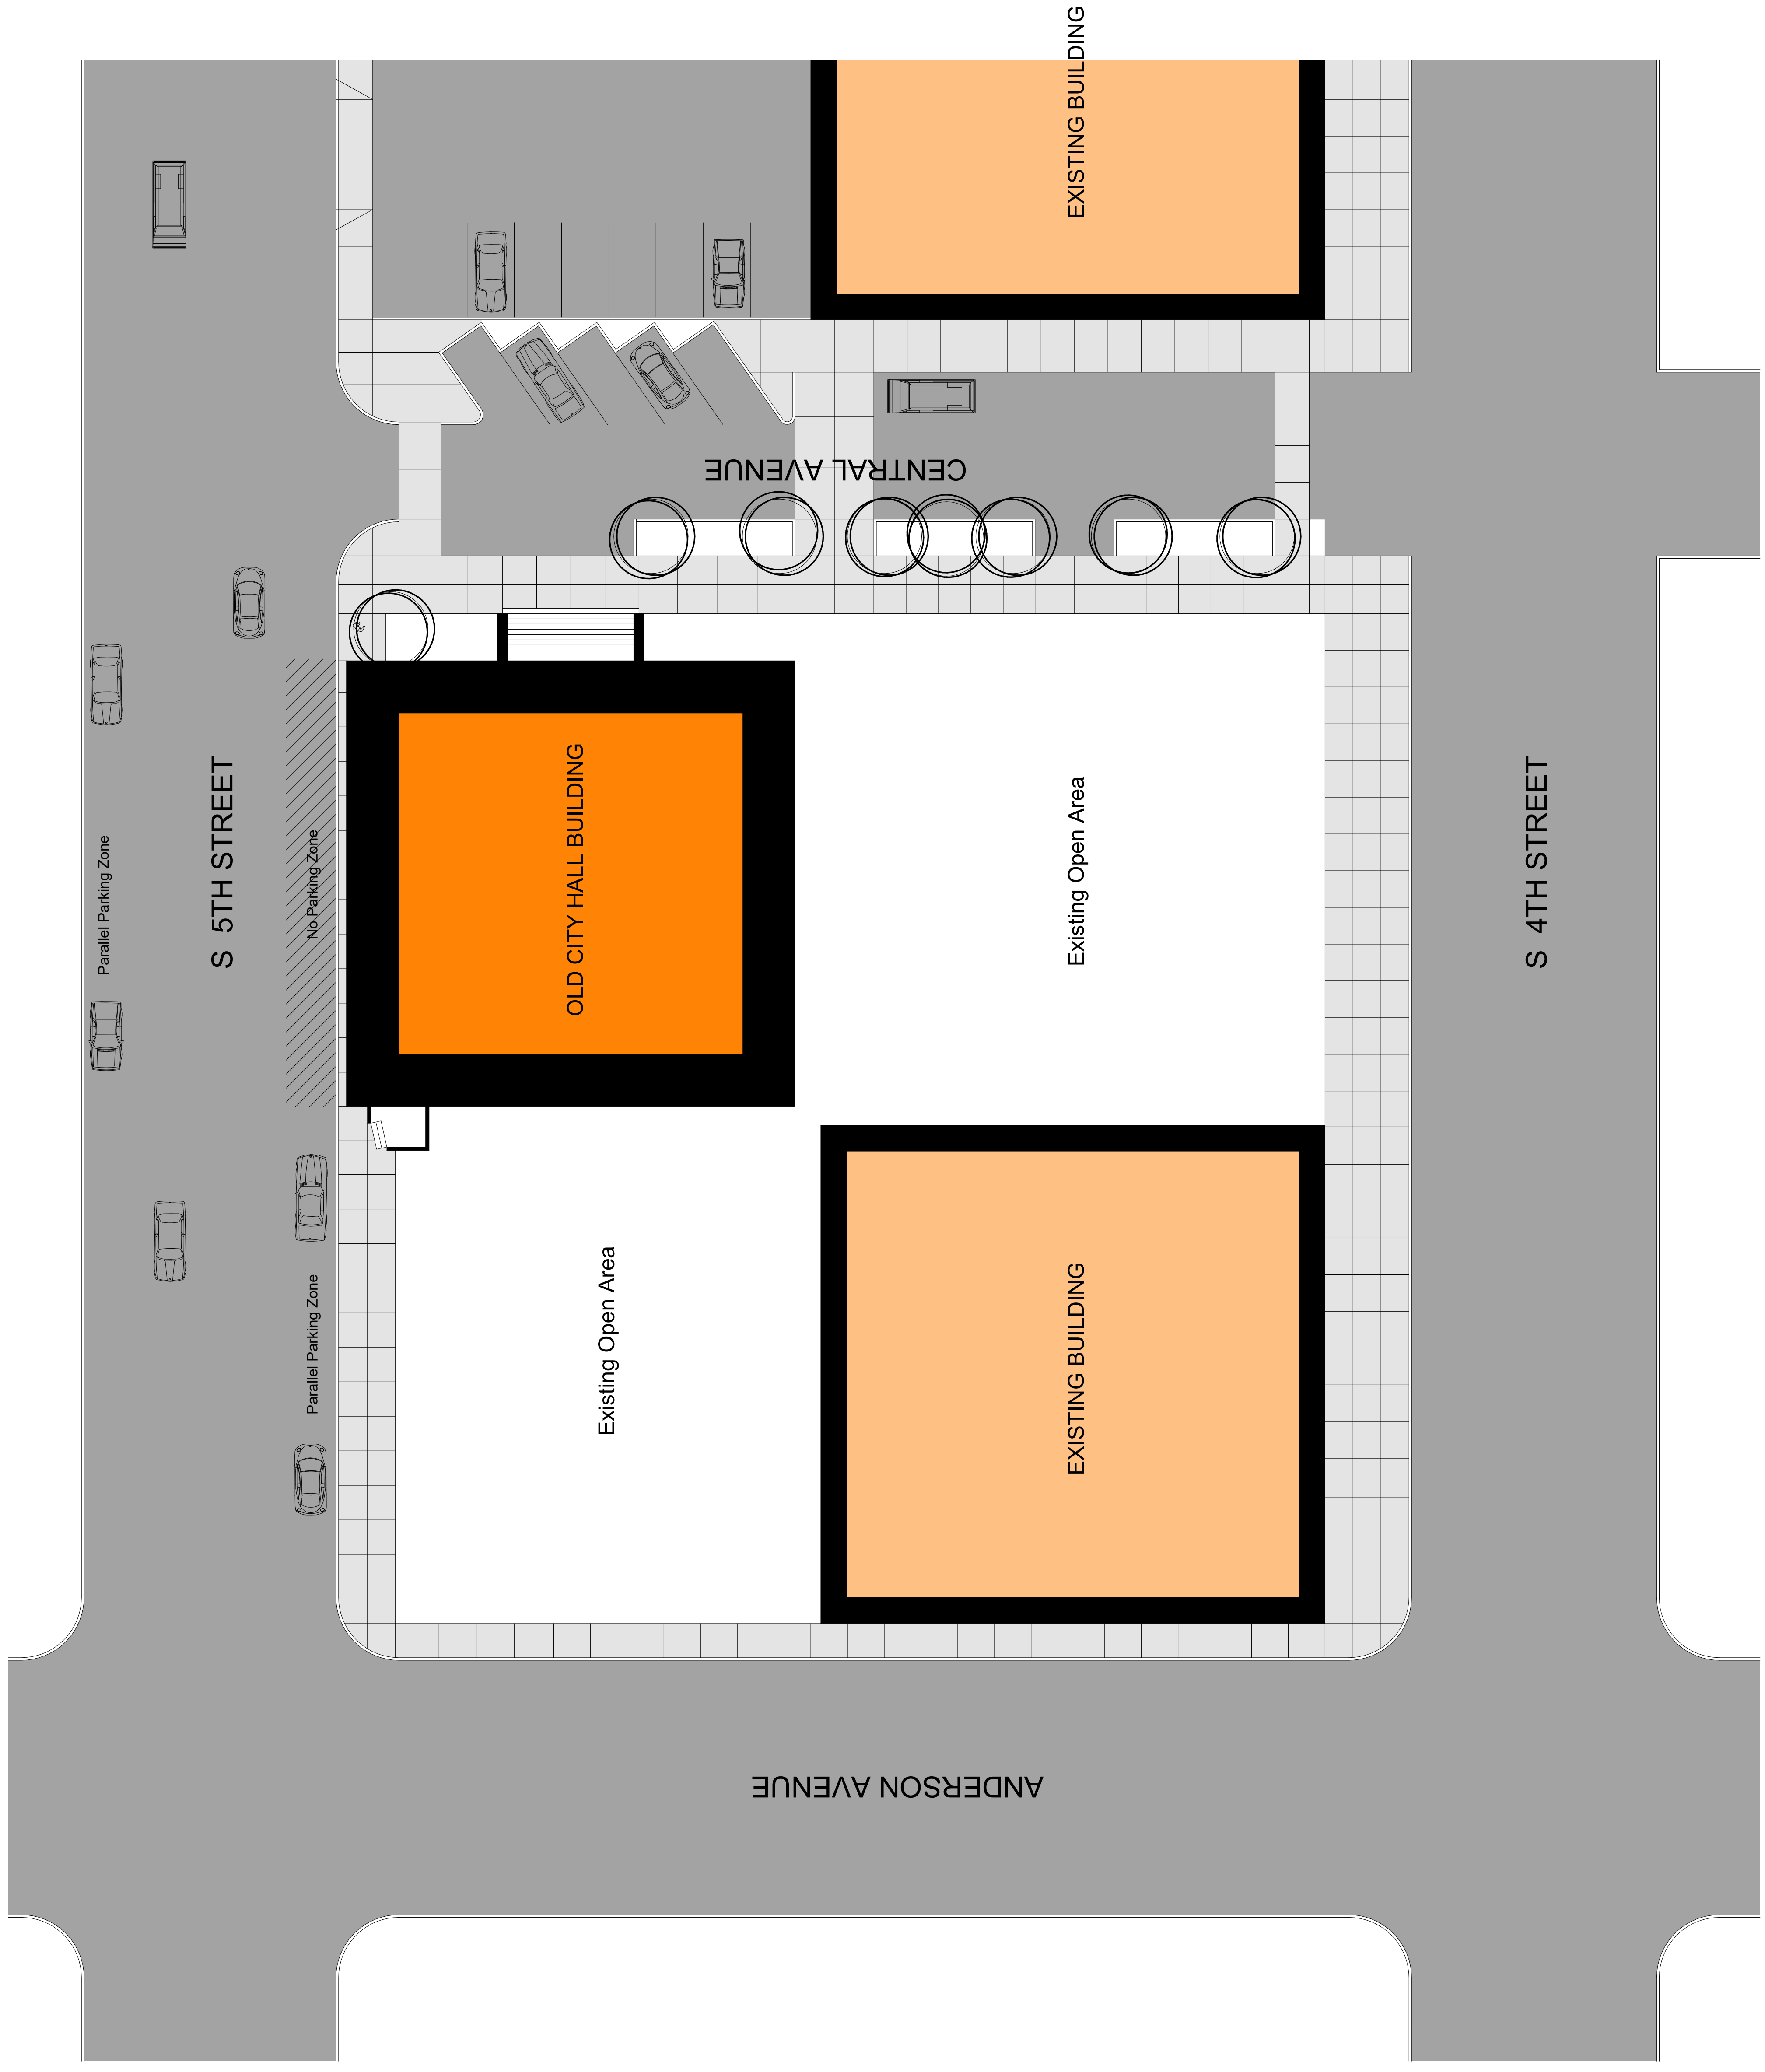 EXISTING BUILDING
CENTRAL AVENUE
Parallel Parking Zone
S 5TH STREET
No Parking Zone
OLD CITY HALL BUILDING
Existing Open Area
S 4TH STREET
Parallel Parking Zone
Existing Open Area
EXISTING BUILDING
ANDERSON AVENUE